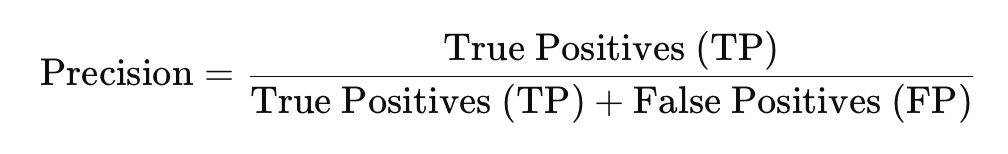 Precision = True Positives (TP) / True Positives (TP) + False Positives (FP)